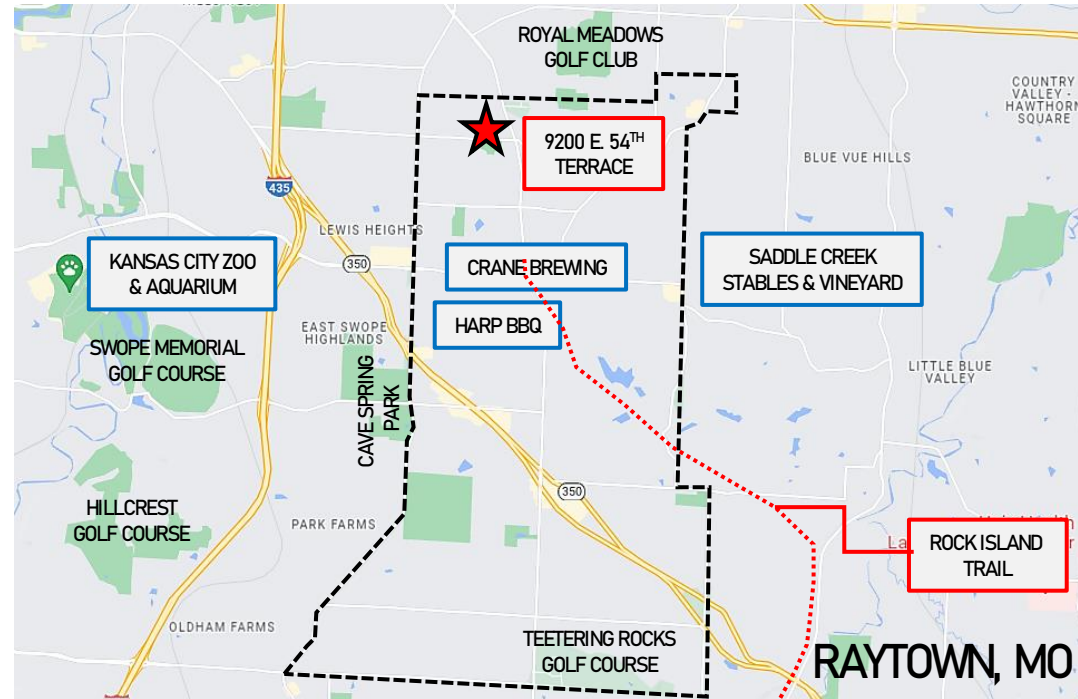 ROYAL MEADOWS
GOLF CLUB
COUNTRY
VALLEY -
HAWTHORN
SQUARE
9200 E. 54TH
TERRACE
BLUE VUE HILLS
435
LEWIS HEIGHTS
350
KANSAS CITY ZOO
& AQUARIUM
CRANE BREWING
SADDLE CREEK
STABLES & VINEYARD
HARP BBQ
EAST SWOPE
HIGHLANDS
SWOPE MEMORIAL
GOLF COURSE
CAVE SPRING
PARK
LITTLE BLUE
VALLEY
350
HILLCREST
GOLF COURSE
PARK FARMS
ROCK ISLAND
TRAIL
OLDHAM FARMS
TEETERING ROCKS
GOLF COURSE
RAYTOWN, MO